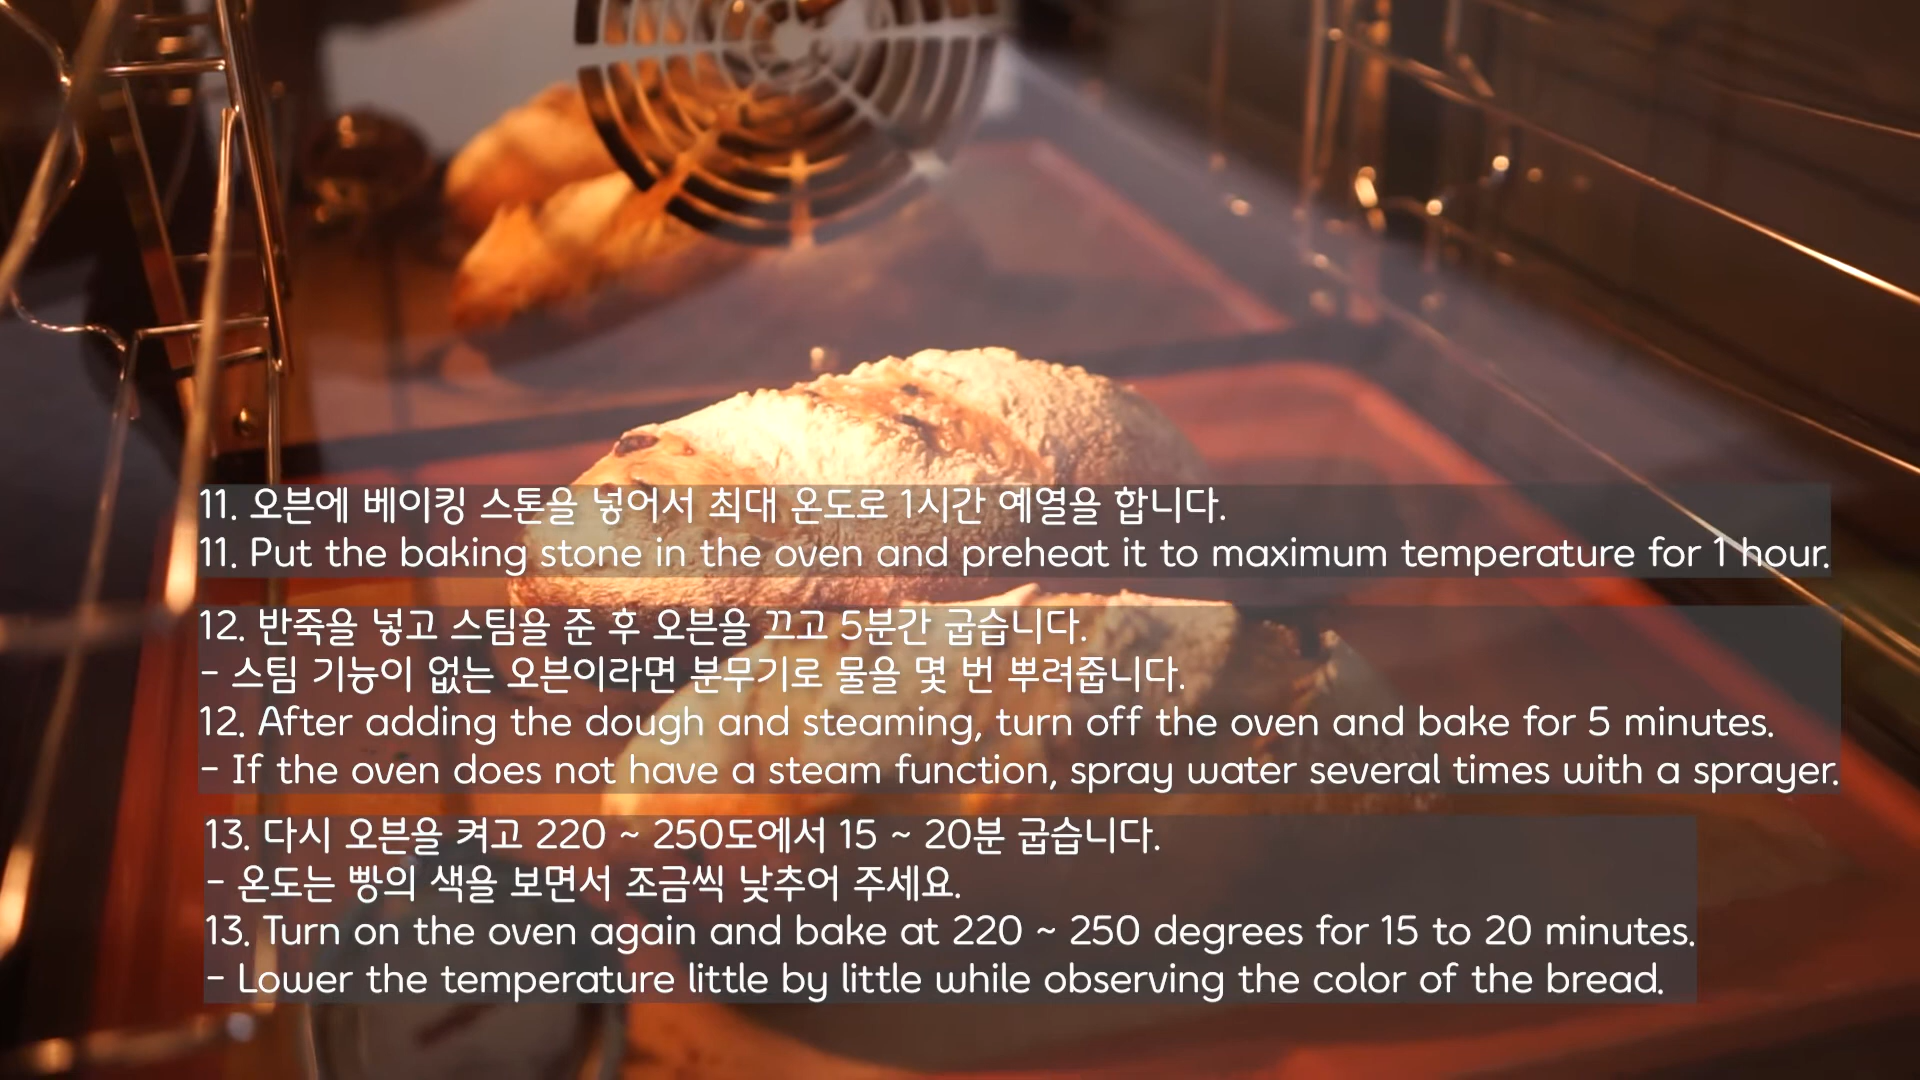 11. 오븐에 베이킹 스톤을 넣어서 최대 온도로 1시간 예열을 합니다.
11. Put the baking stone in the oven and preheat it to maximum temperature for 1 hour.
12. 반죽을 넣고 스팀을 준 후 오븐을 끄고 5분간 굽습니다.
- 스팀 기능이 없는 오븐이라면 분무기로 물을 몇 번 뿌려줍니다.
12. After adding the dough and steaming, turn off the oven and bake for 5 minutes.
- If the oven does not have a steam function, spray water several times with a sprayer.
13. 다시 오븐을 켜고 220 ~ 250도에서 15 ~ 20분 굽습니다.
- 온도는 빵의 색을 보면서 조금씩 낮추어 주세요.
13. Turn on the oven again and bake at 220 ~ 250 degrees for 15 to 20 minutes.
- Lower the temperature little by little while observing the color of the bread.